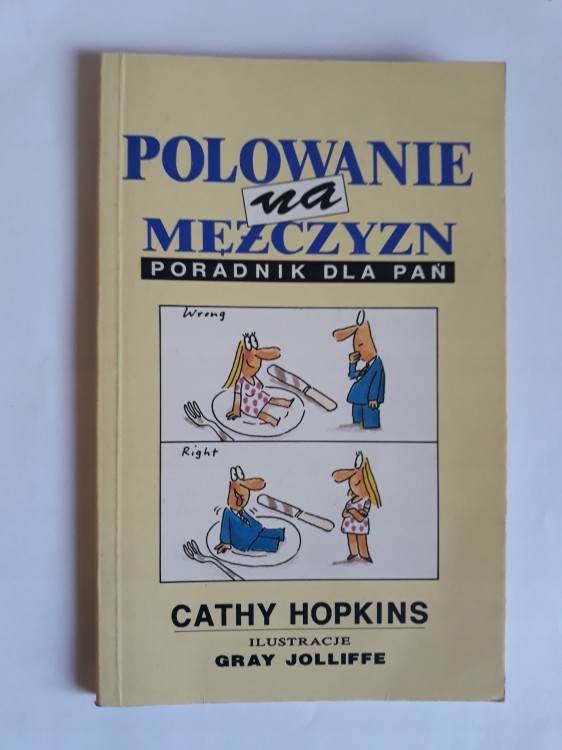 POLOWANIE
na
MĘŻCZYZN
PORADNIK DLA PAŃ
Wrong
Right
CATHY HOPKINS
ILUSTRACJE
GRAY JOLLIFFE